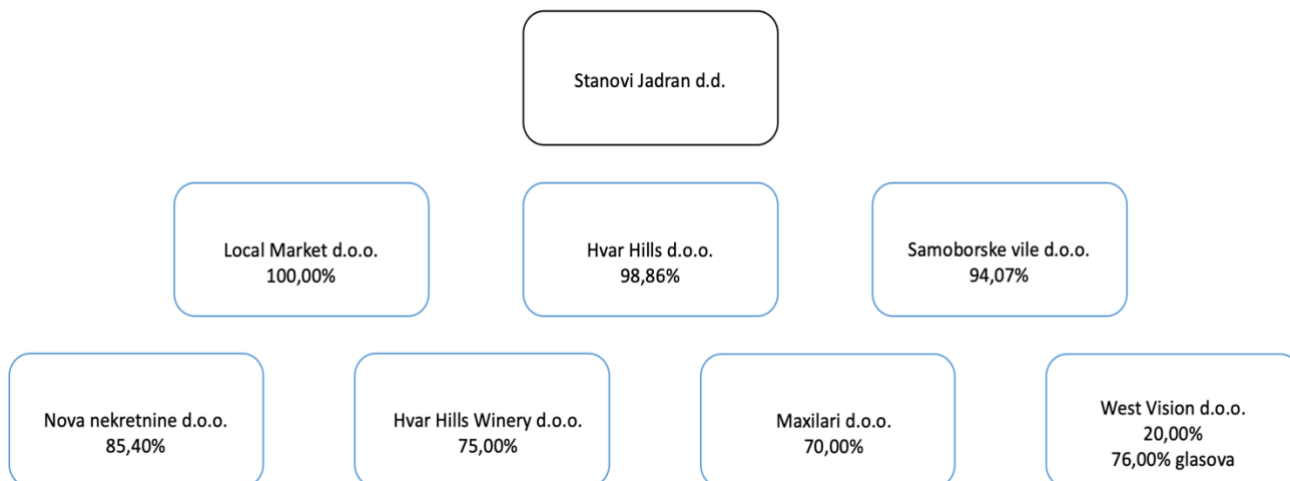 Stanovi Jadran d.d.
Local Market d.o.o.
100,00%
Hvar Hills d.o.o.
98,86%
Samoborske vile d.o.o.
94,07%
Nova nekretnine d.o.o.
85,40%
Hvar Hills Winery d.o.o.
75,00%
Maxilari d.o.o.
70,00%
West Vision d.o.o.
20,00%
76,00% glasova